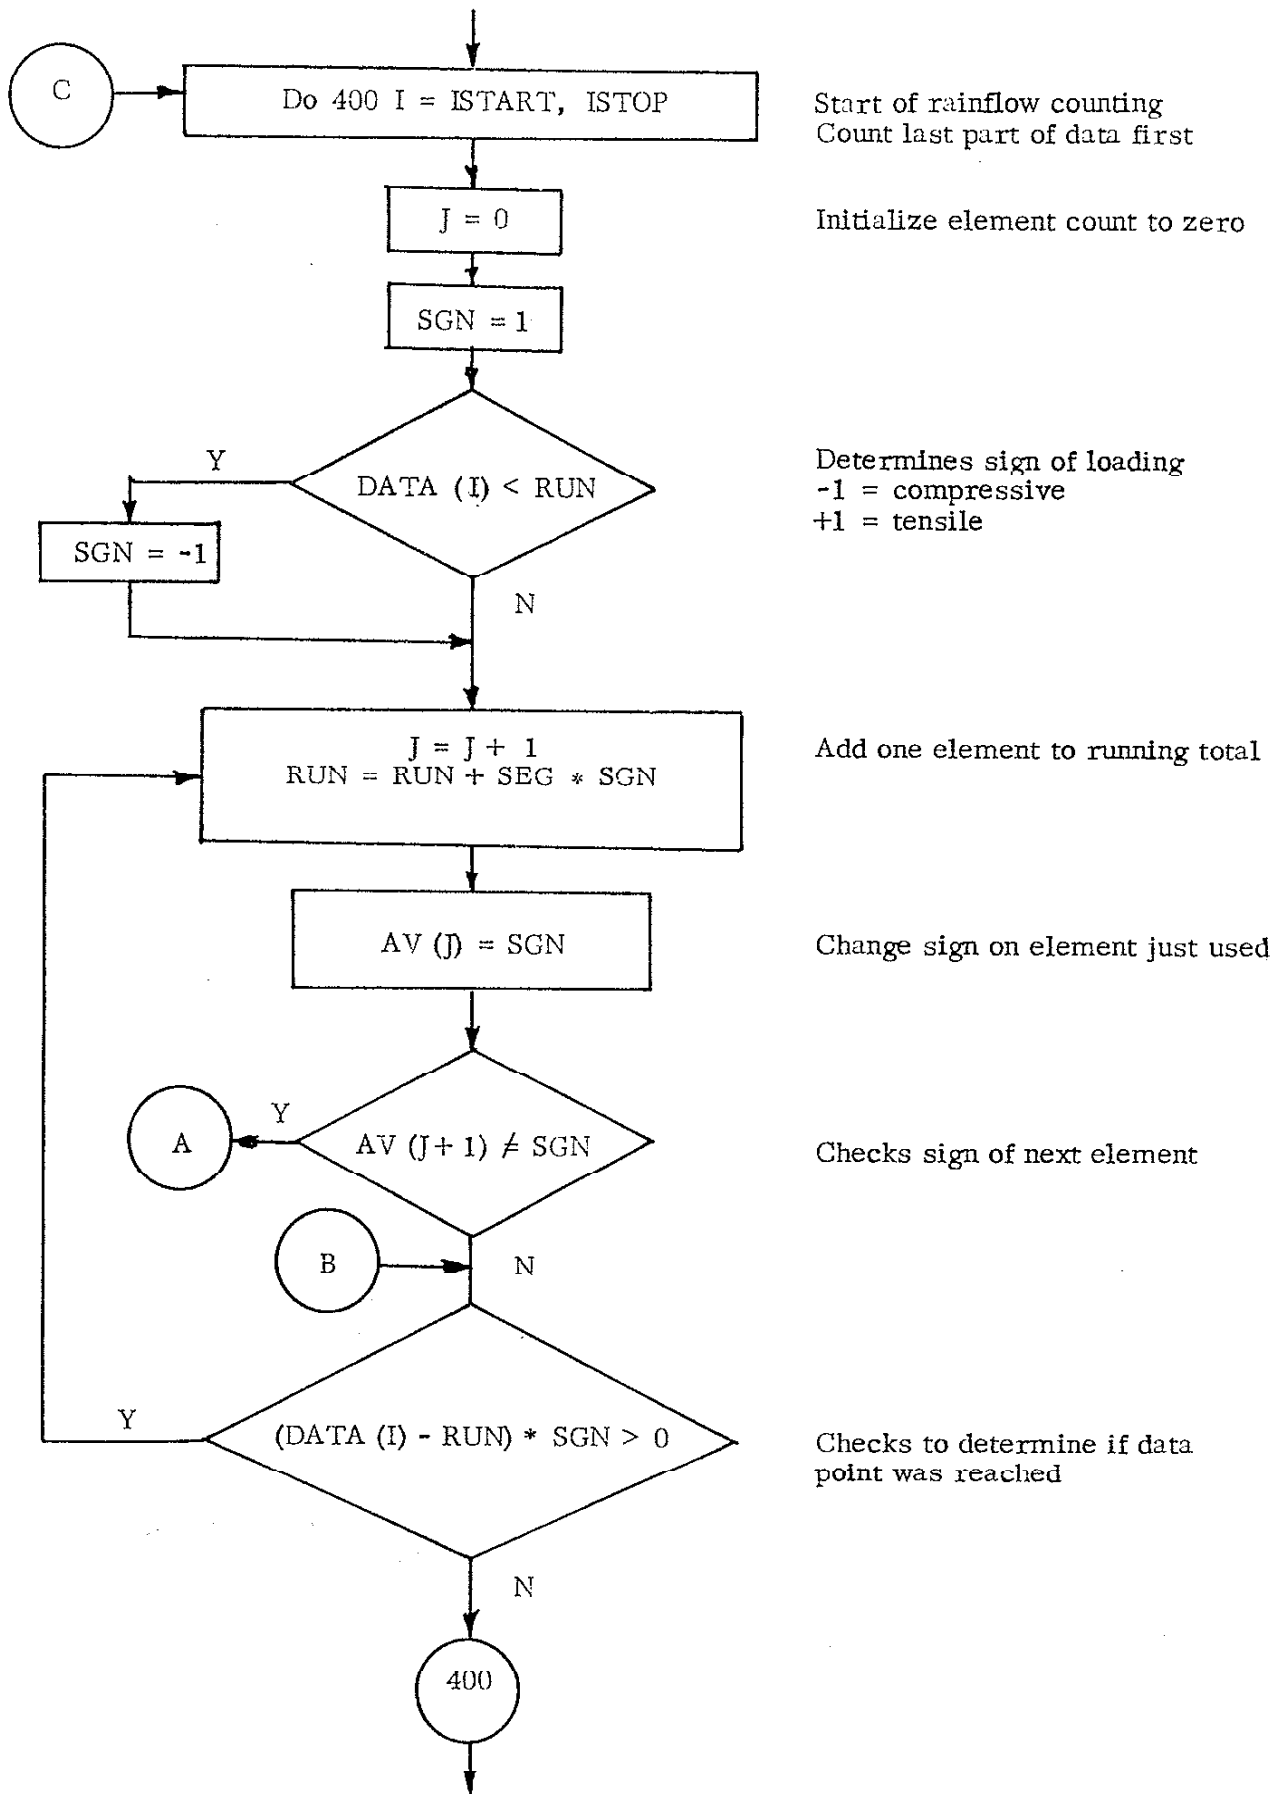 C
Do 400 I = ISTART, ISTOP
Start of rainflow counting
Count last part of data first
J = 0
Initialize element count to zero
SGN = 1
Y
DATA (I) < RUN
Determines sign of loading
-1 = compressive
+1 = tensile
SGN = -1
N
J = J + 1
RUN = RUN + SEG * SGN
Add one element to running total
AV (J) = SGN
Change sign on element just used
A
Y
AV (J+ 1) ≠ SGN
Checks sign of next element
B
N
Y
(DATA (I) - RUN) * SGN > 0
Checks to determine if data
point was reached
N
400